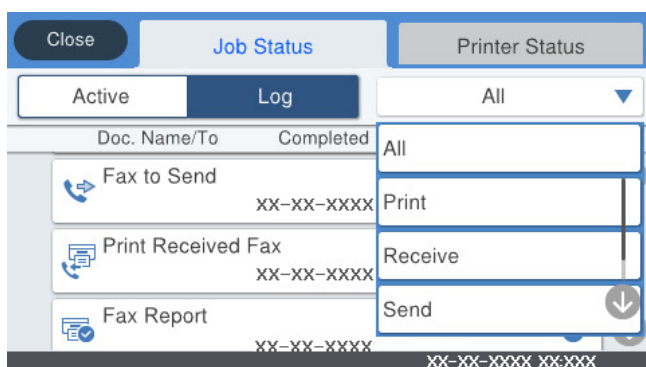 Close Job Status Printer Status
Active Log All
Doc. Name/To Completed
All
Fax to Send
XX-XX-XXXX
Print
Print Received Fax
XX-XX-XXXX
Receive
Fax Report
XX-XX-XXXX
Send
XX-XX-XXXX XX:XXX